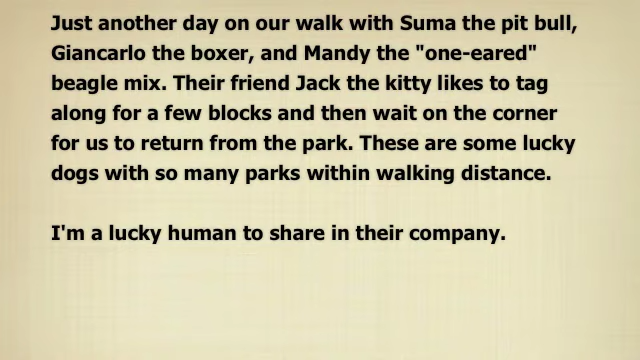 Just another day on our walk with Suma the pit bull,
Giancarlo the boxer, and Mandy the "one-eared"
beagle mix. Their friend Jack the kitty likes to tag
along for a few blocks and then wait on the corner
for us to return from the park. These are some lucky
dogs with so many parks within walking distance.
I'm a lucky human to share in their company.